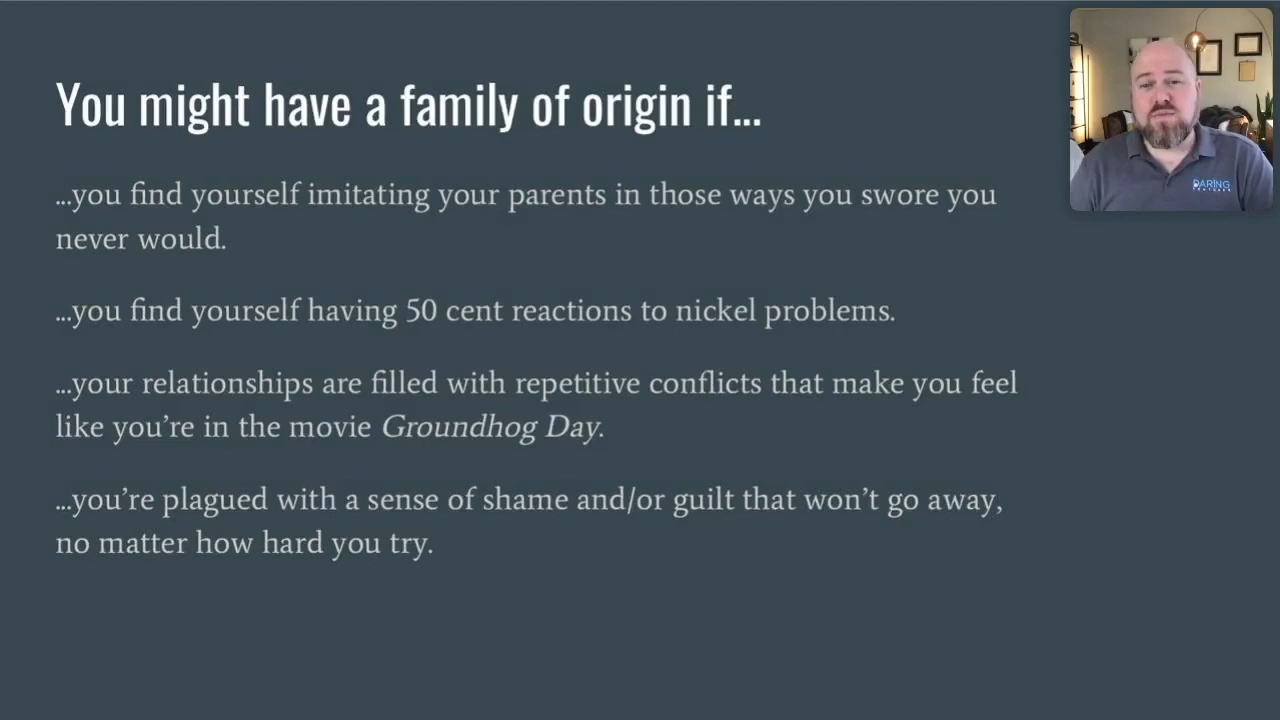 You might have a family of origin if...
...you find yourself imitating your parents in those ways you swore you
never would.
...you find yourself having 50 cent reactions to nickel problems.
...your relationships are filled with repetitive conflicts that make you feel
like you’re in the movie Groundhog Day.
...you’re plagued with a sense of shame and/or guilt that won’t go away,
no matter how hard you try.
DARING